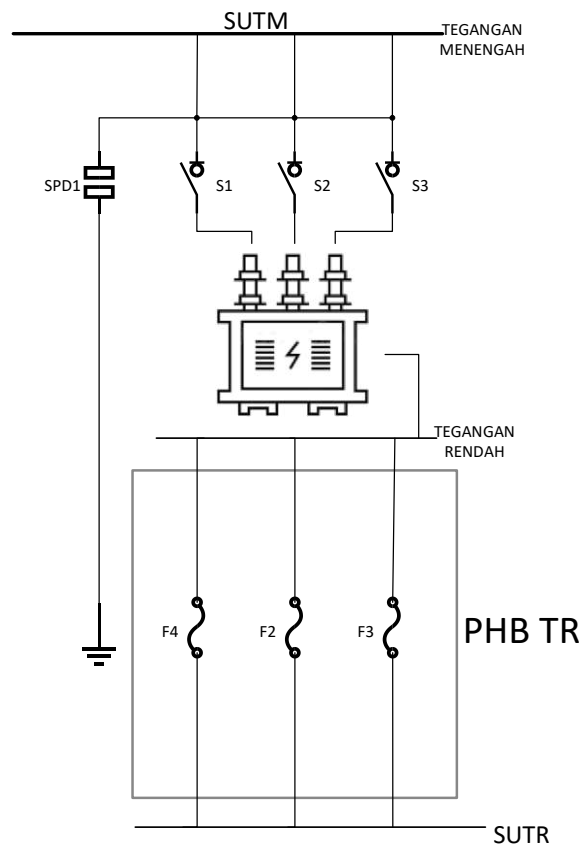 SUTM
TEGANGAN
MENENGAH
SPD1
S1
S2
S3
TEGANGAN
RENDAH
F4
F2
F3
PHB TR
SUTR